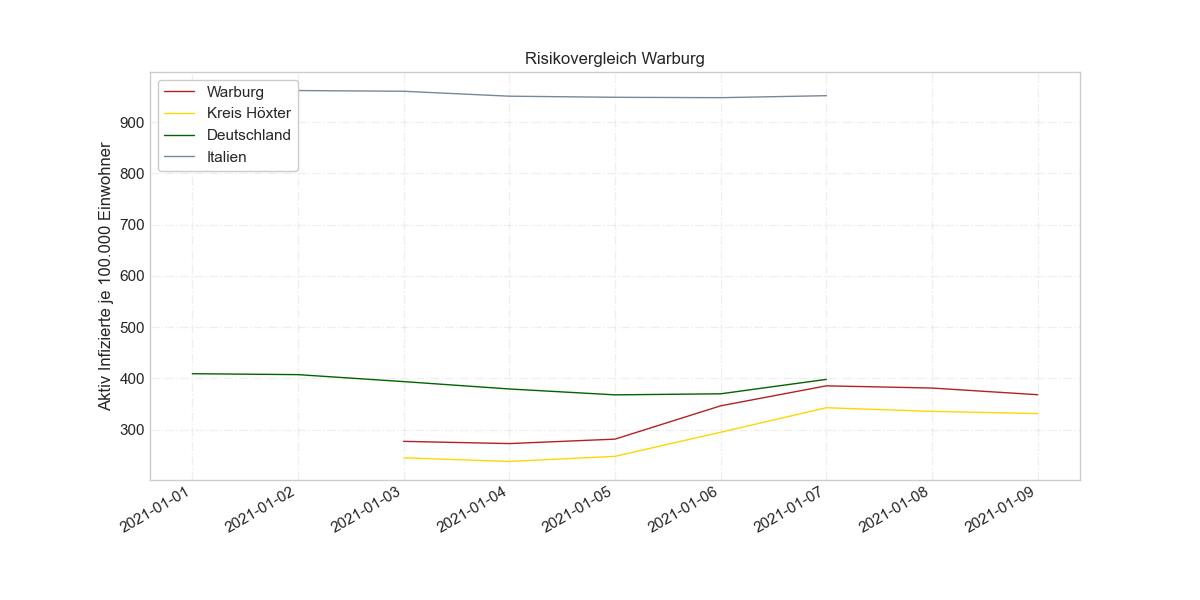 Risikovergleich Warburg
Aktiv Infizierte je 100.000 Einwohner
Warburg
Kreis Höxter
Deutschland
Italien
900
800
700
600
500
400
300
2021-01-01
2021-01-02
2021-01-03
2021-01-04
2021-01-05
2021-01-06
2021-01-07
2021-01-08
2021-01-09